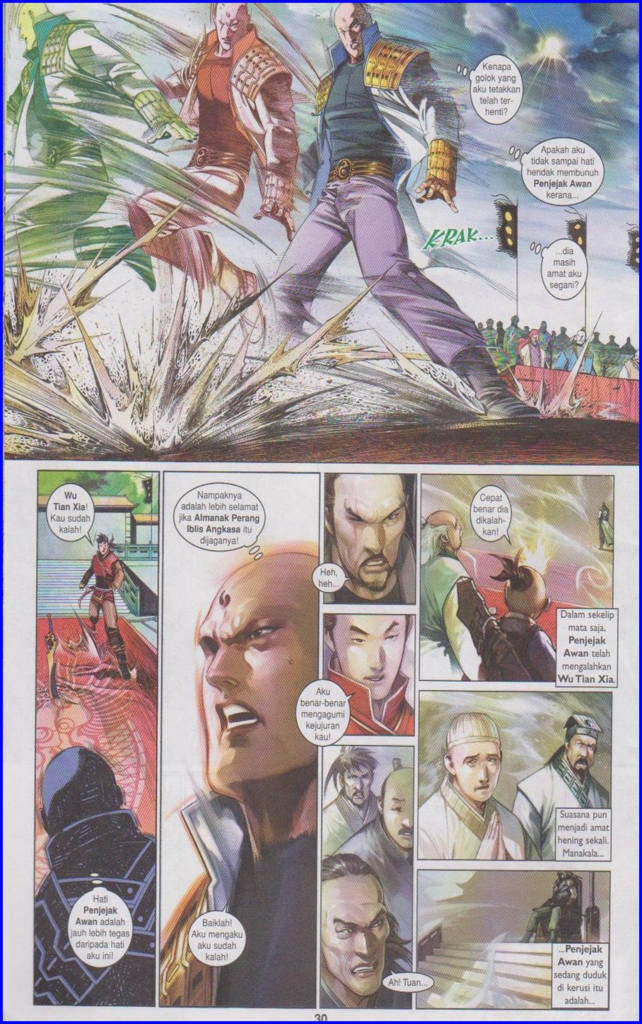 Kenapa
golok yang
aku tetakkan
telah ter-
henti?
Apakah aku
tidak sampai hati
hendak membunuh
Penjejak Awan
kerana...
...dia
masih
amat aku
segani?
KRAK...
Wu
Tian Xia!
Kau sudah
kalah!
Hati
Penjejak
Awan adalah
jauh lebih tegas
daripada hati
aku ini!
Nampaknya
adalah lebih selamat
jika Almanak Perang
Iblis Angkasa itu
dijaganya!
Baiklah!
Aku mengaku
aku sudah
kalah!
Heh,
heh...
Aku
benar-benar
mengagumi
kejujuran
kau!
Ah! Tuan...
Cepat
benar dia
dikalah-
kan!
Dalam sekelip
mata saja,
Penjejak
Awan telah
mengalahkan
Wu Tian Xia.
Suasana pun
menjadi amat
hening sekali.
Manakala...
...Penjejak
Awan yang
sedang duduk
di kerusi itu
adalah...
30